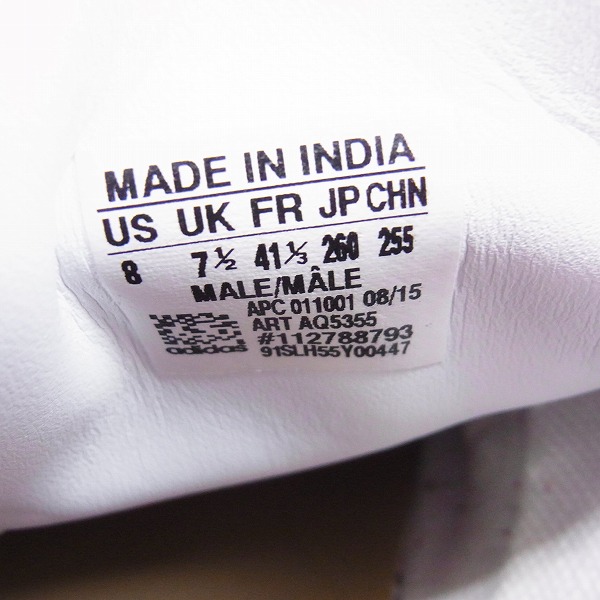 MADE IN INDIA
US UK FR JP CHN
8 7½ 41⅓ 260 255
MALE/MÂLE
APC 011001 08/15
ART AQ5355
#112788793
adidas 91SLH55Y00447